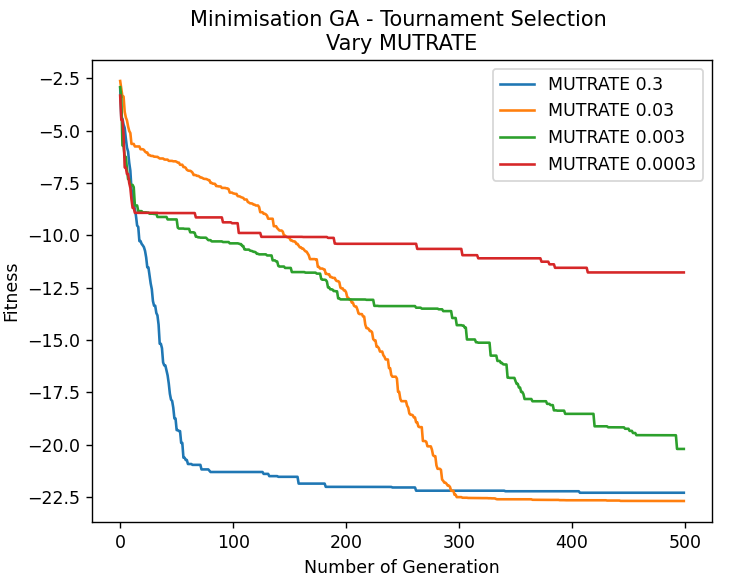 Minimisation GA - Tournament Selection
Vary MUTRATE
MUTRATE 0.3
MUTRATE 0.03
MUTRATE 0.003
MUTRATE 0.0003
Fitness
−2.5
−5.0
−7.5
−10.0
−12.5
−15.0
−17.5
−20.0
−22.5
0 100 200 300 400 500
Number of Generation